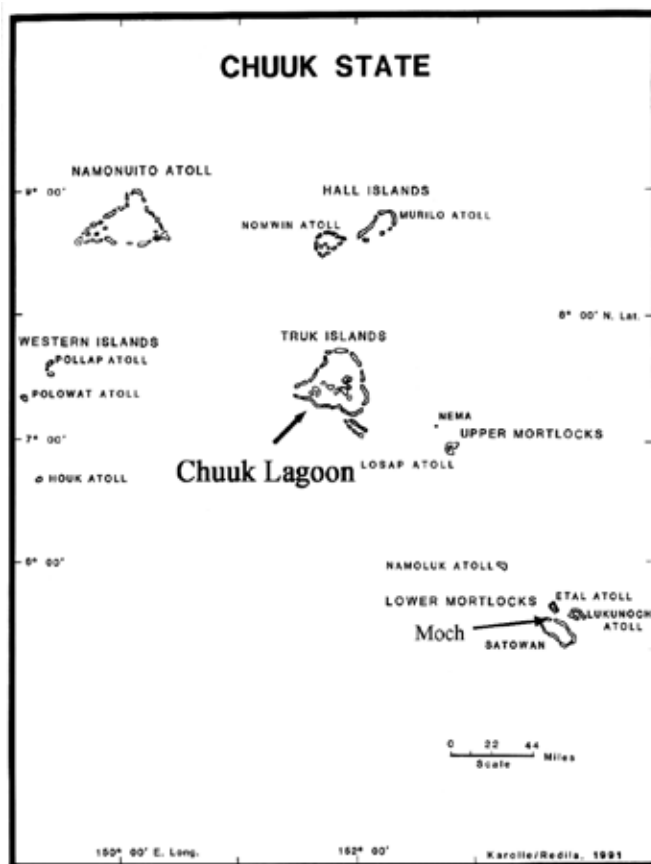 CHUUK STATE
NAMONUITO ATOLL
9° 00'
HALL ISLANDS
NOMWIN ATOLL
MURILO ATOLL
8° 00' N. Lat.
WESTERN ISLANDS
POLLAP ATOLL
TRUK ISLANDS
POLOWAT ATOLL
NEMA
7° 00'
UPPER MORTLOCKS
Chuuk Lagoon
LOSAP ATOLL
HOUK ATOLL
6° 00'
NAMOLUK ATOLL
LOWER MORTLOCKS
ETAL ATOLL
LUKUNOCH
ATOLL
Moch
SATOWAN
0 22 44
Miles
Scale
150° 00' E. Long.
152° 00'
Karolle/Redila, 1991